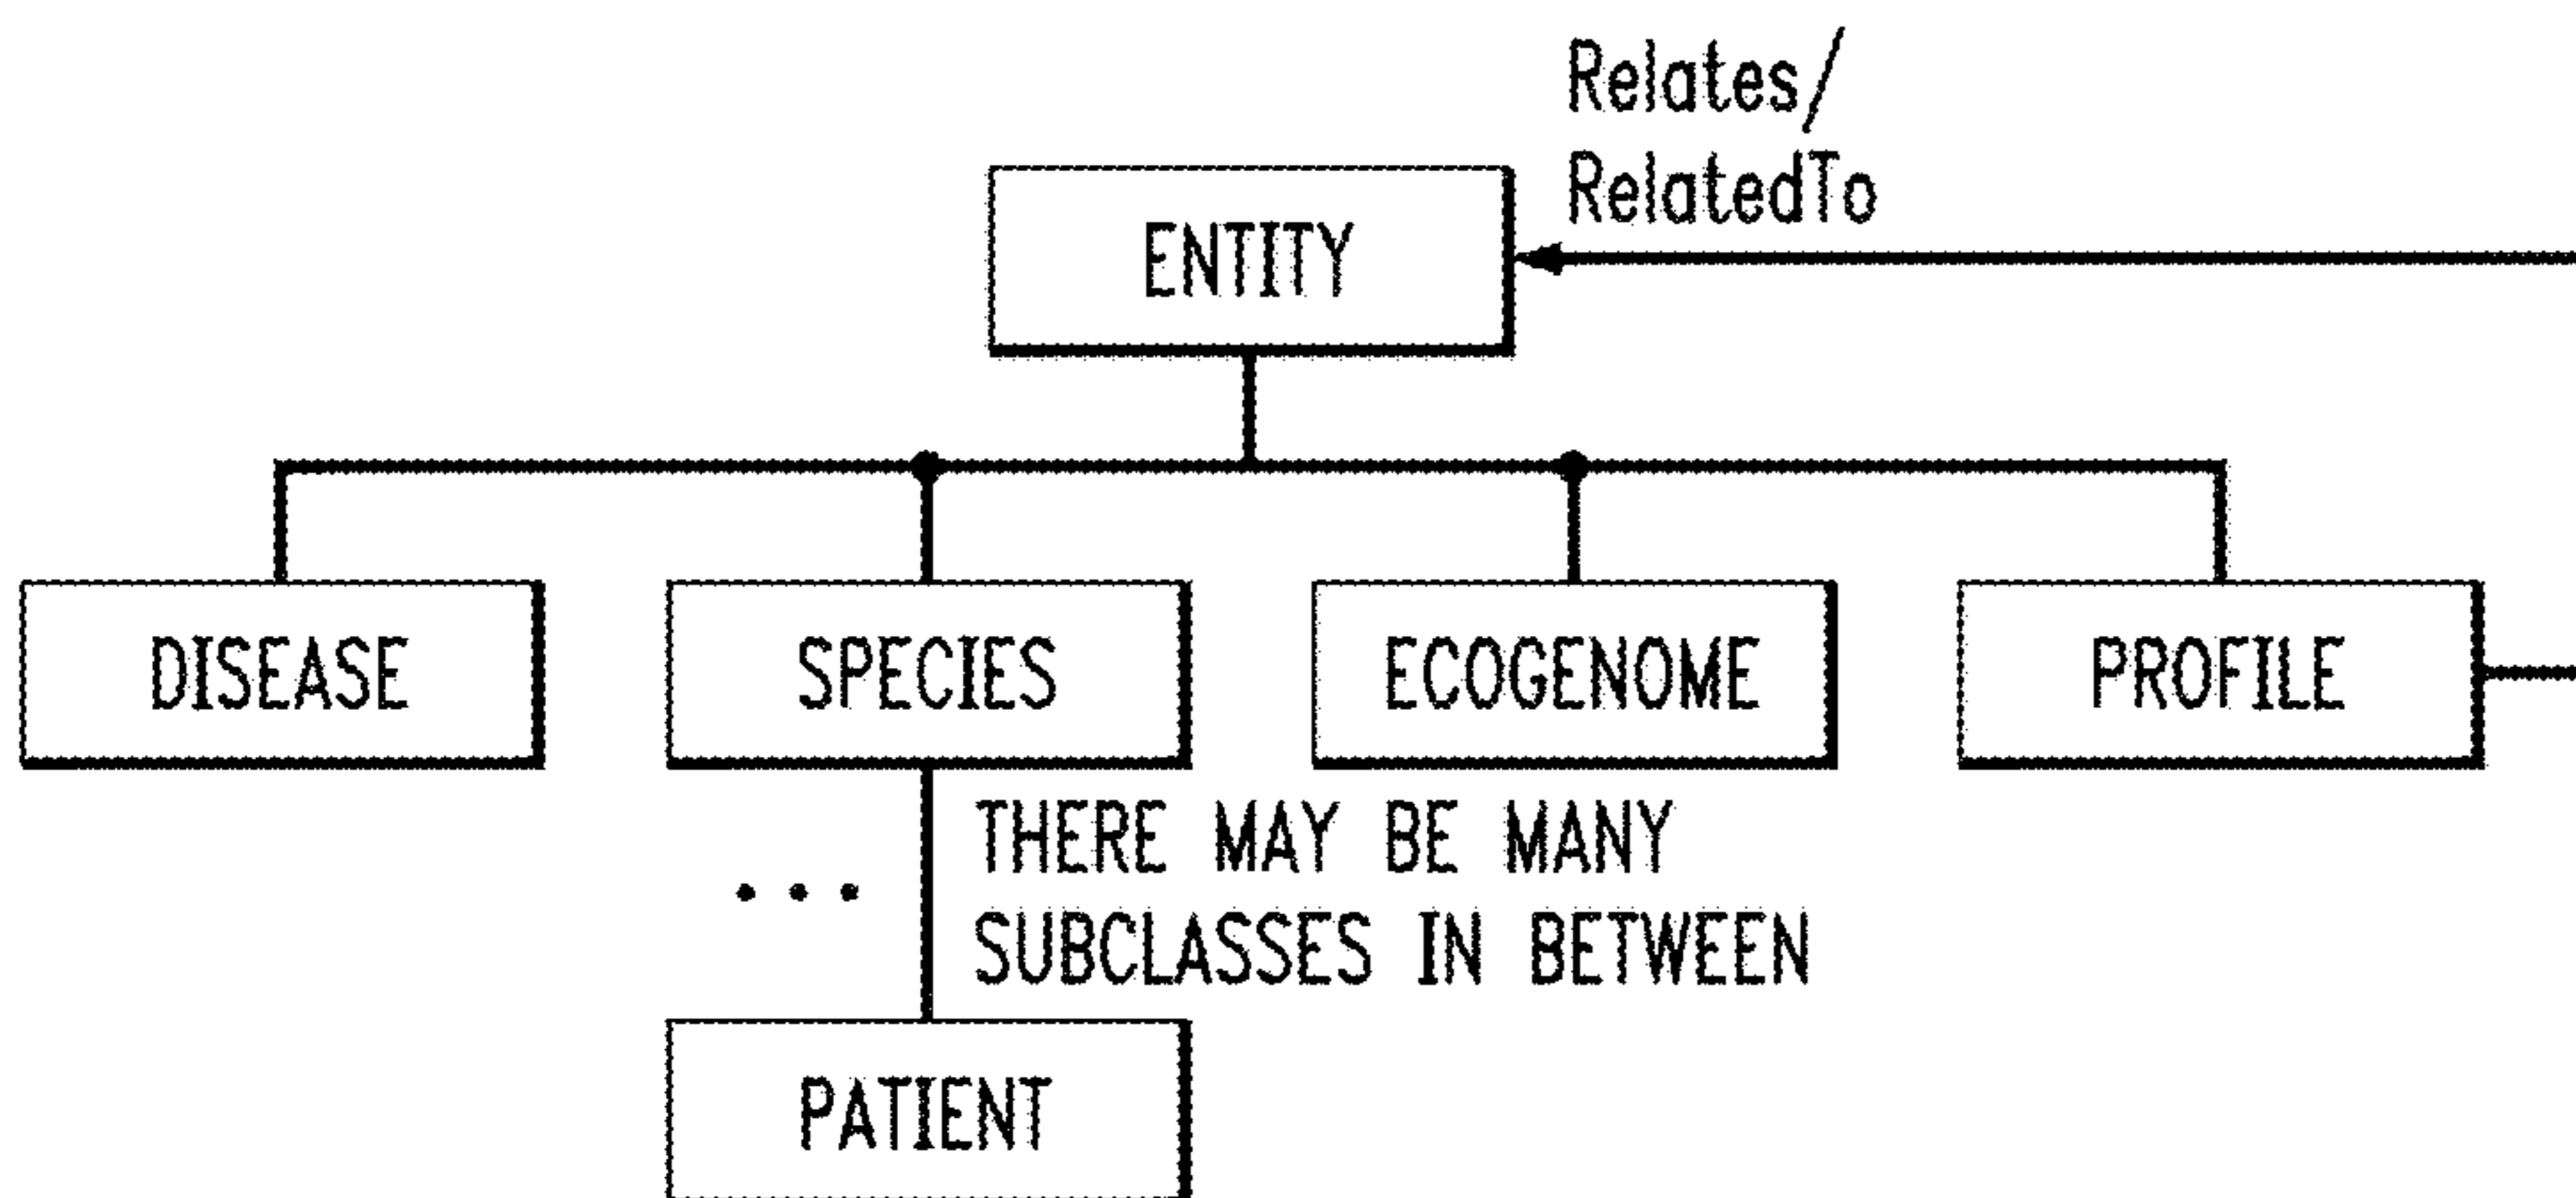 Relates/
RelatedTo
ENTITY
DISEASE
SPECIES
ECOGENOME
PROFILE
THERE MAY BE MANY
SUBCLASSES IN BETWEEN
...
PATIENT